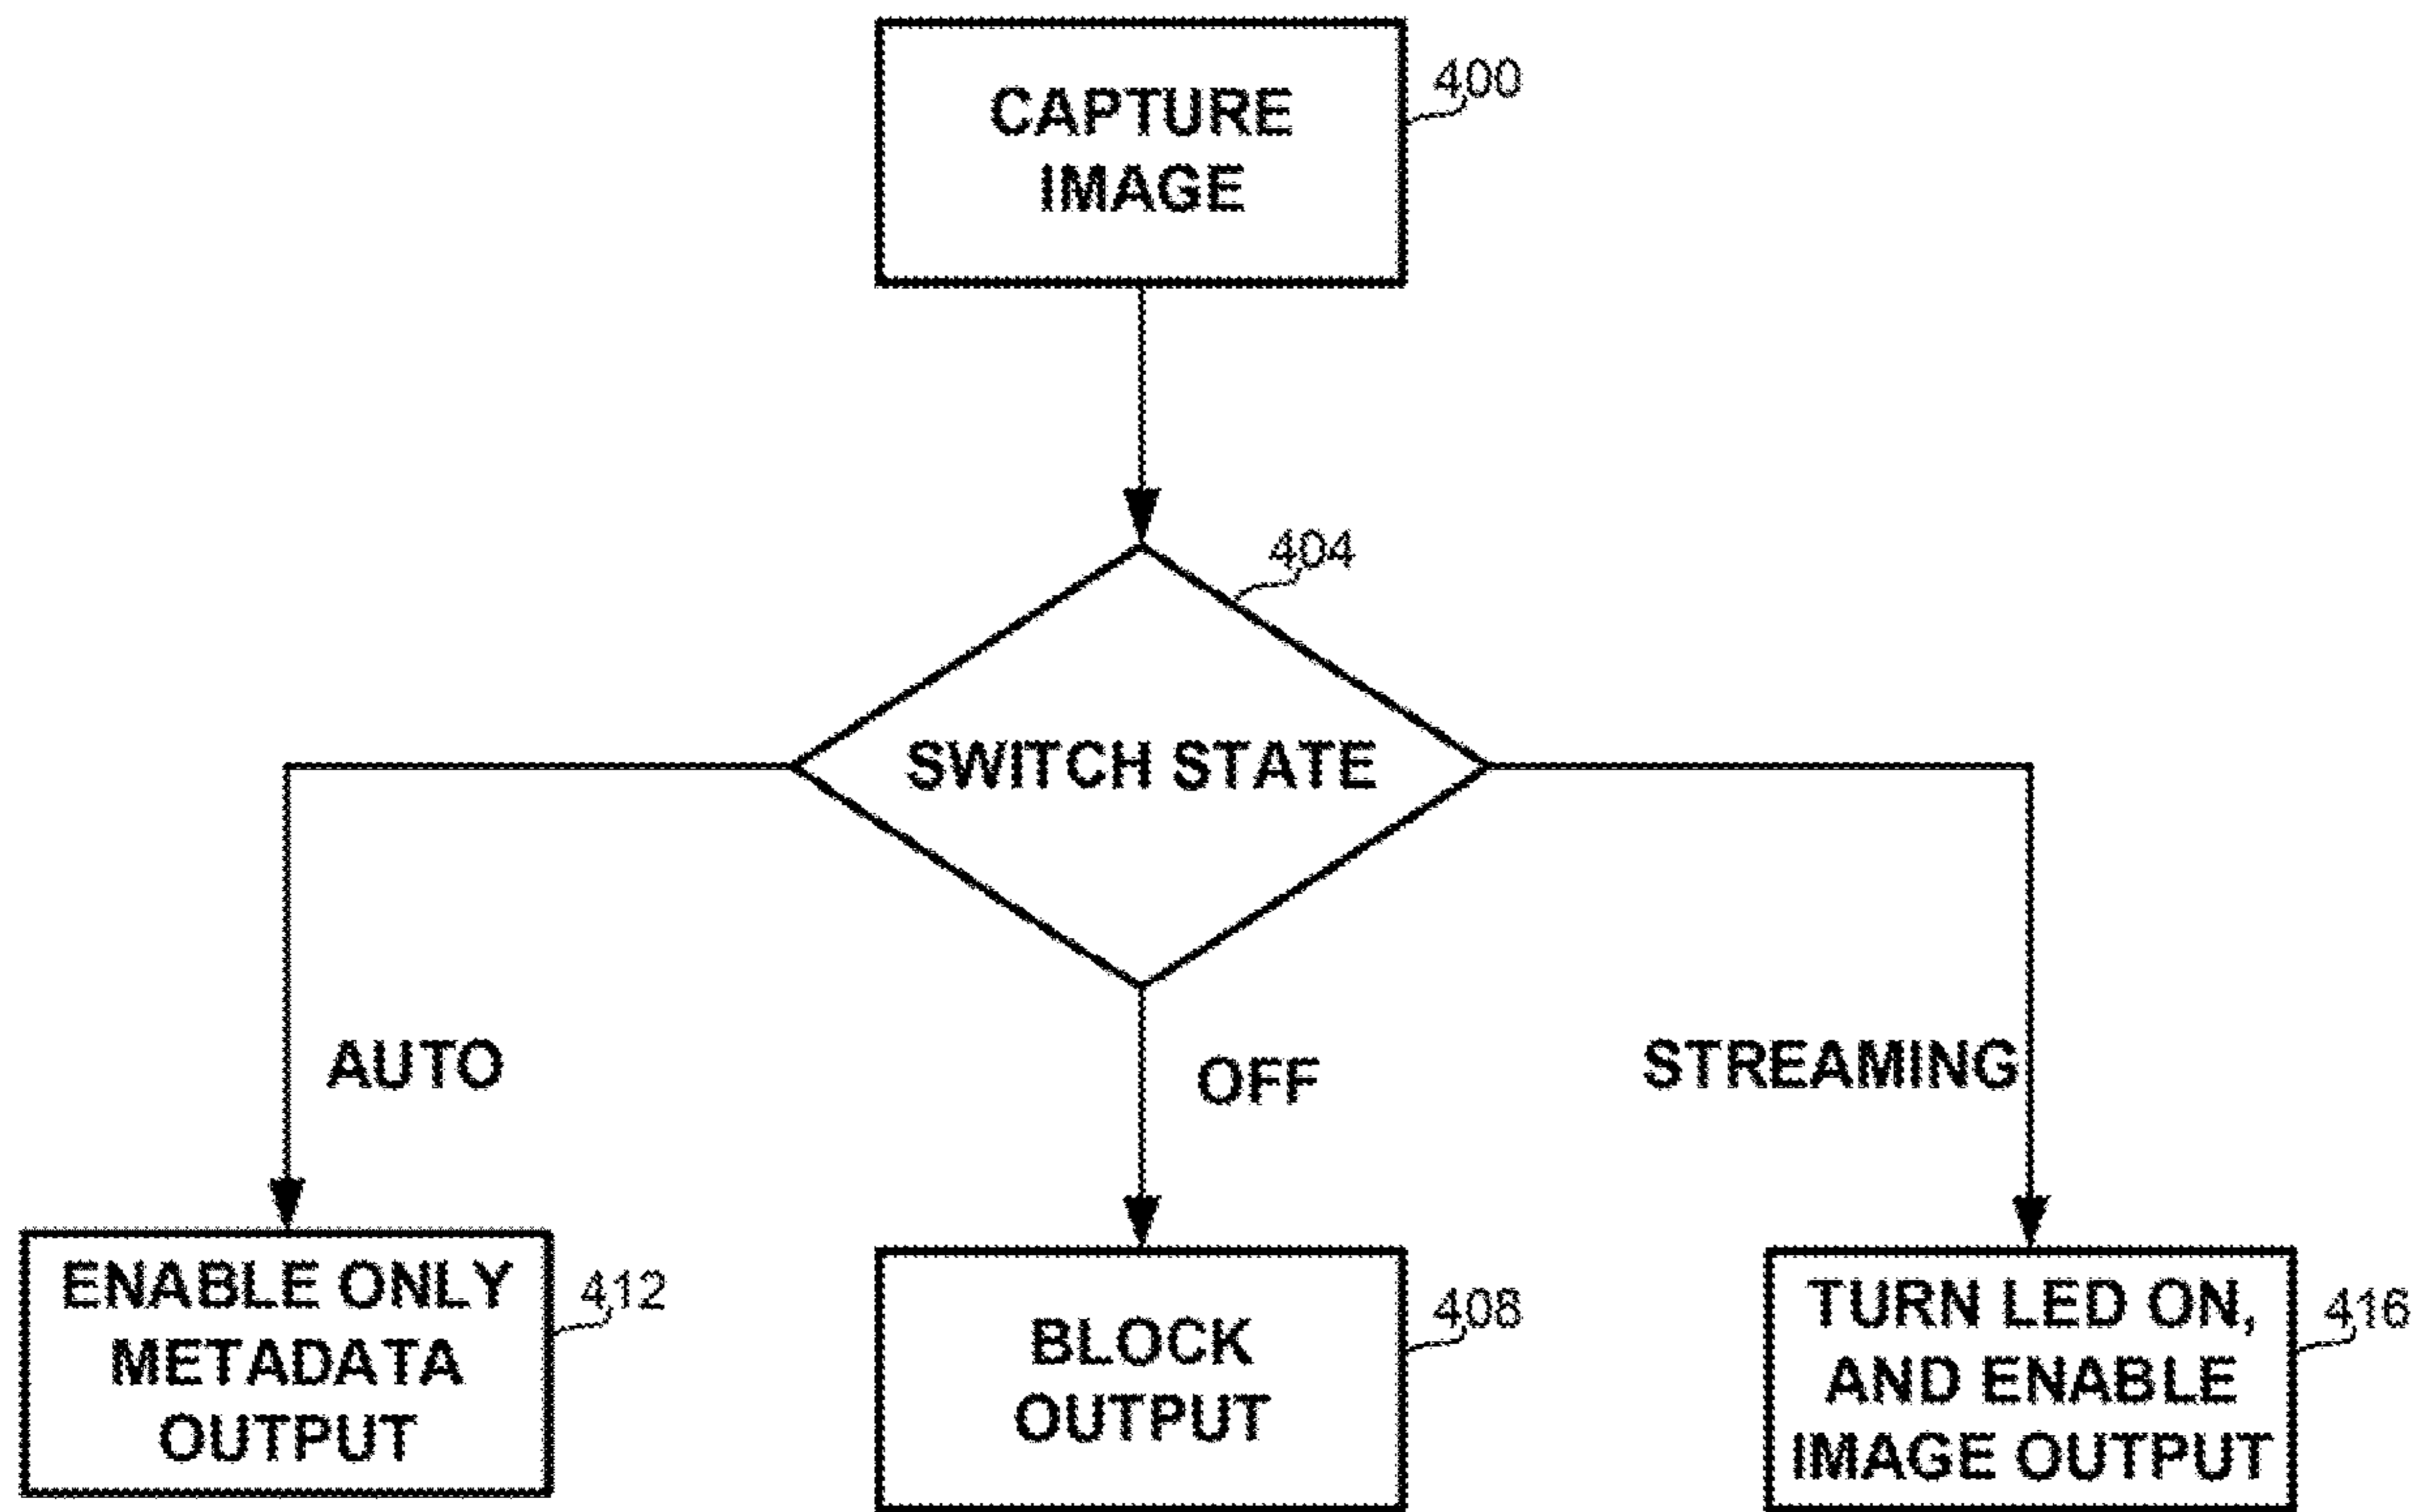 CAPTURE
IMAGE
400
404
SWITCH STATE
AUTO
OFF
STREAMING
ENABLE ONLY
METADATA
OUTPUT
412
BLOCK
OUTPUT
408
TURN LED ON,
AND ENABLE
IMAGE OUTPUT
416